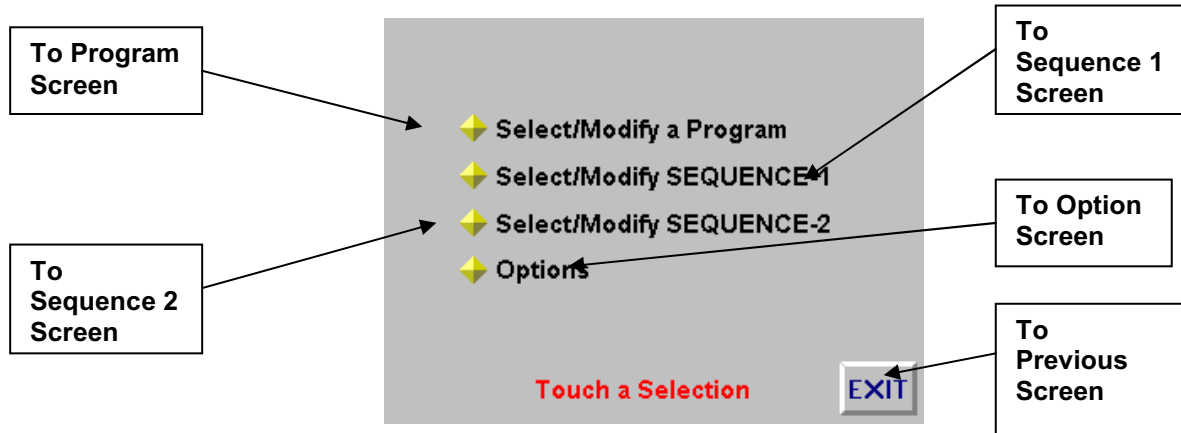 To Program
Screen
To
Sequence 2
Screen
Select/Modify a Program
Select/Modify SEQUENCE-1
Select/Modify SEQUENCE-2
Options
Touch a Selection
EXIT
To
Sequence 1
Screen
To Option
Screen
To
Previous
Screen